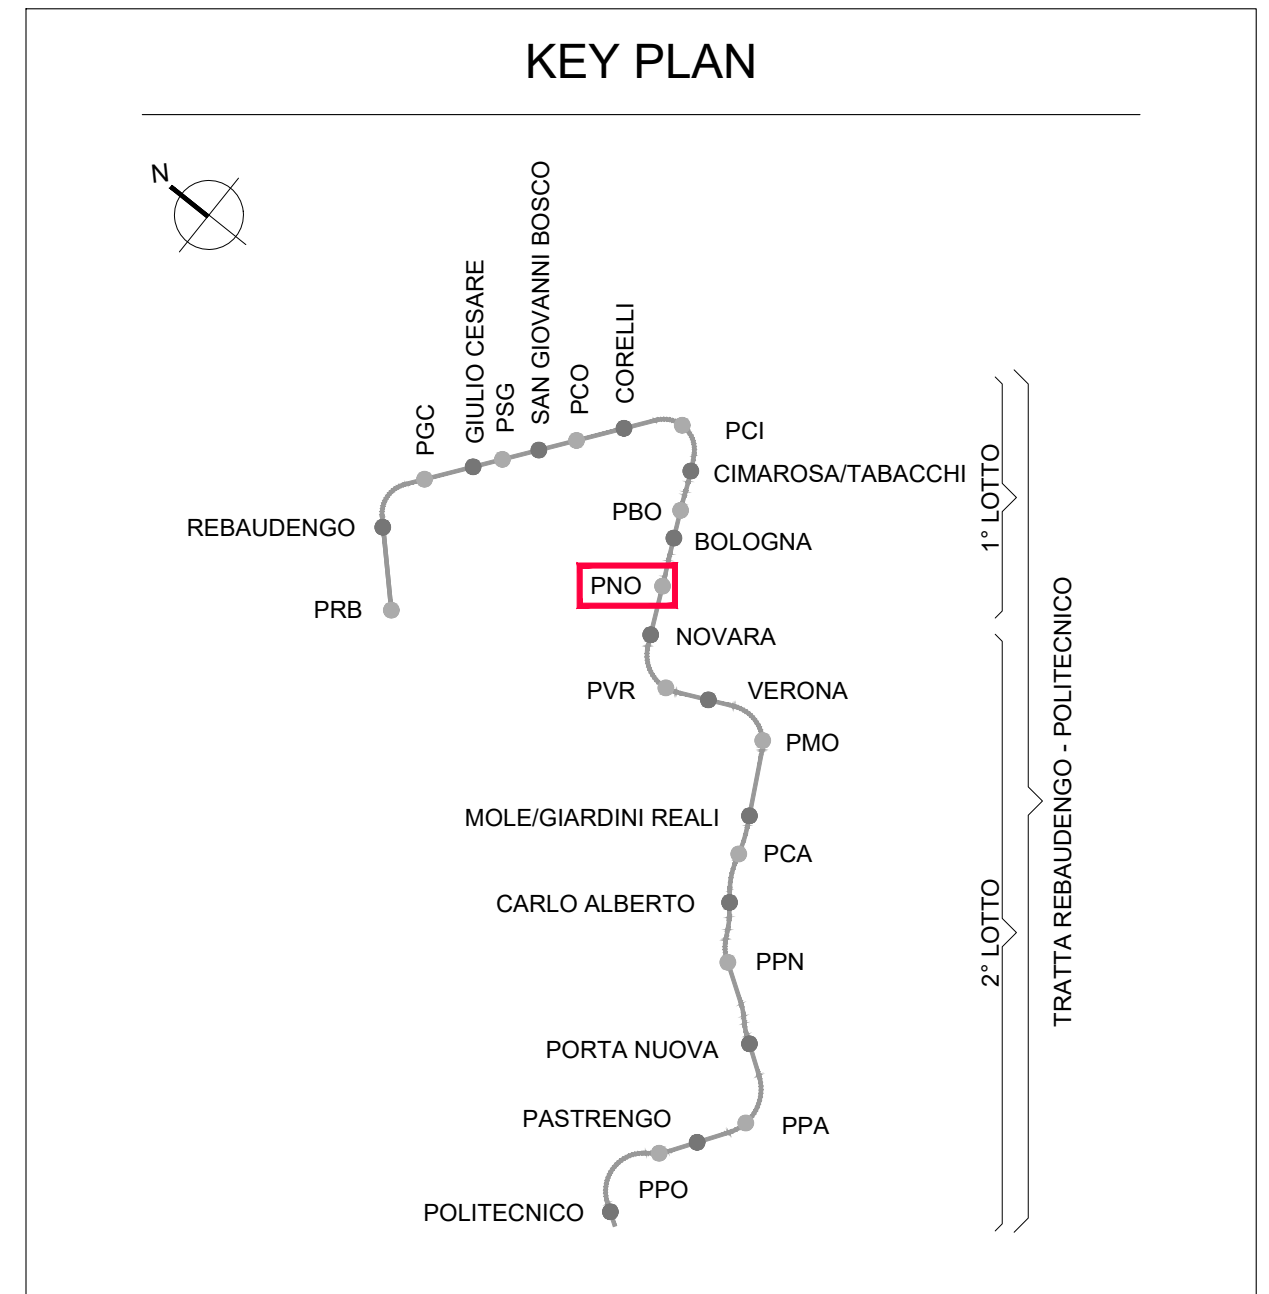 KEY PLAN
N
PGC
GIULIO CESARE
PSG
SAN GIOVANNI BOSCO
PCO
CORELLI
PCI
CIMAROSA/TABACCHI
REBAUDENGO
PBO
BOLOGNA
PNO
PRB
NOVARA
PVR
VERONA
PMO
MOLE/GIARDINI REALI
PCA
CARLO ALBERTO
PPN
PORTA NUOVA
PASTRENGO
PPA
PPO
POLITECNICO
1° LOTTO
2° LOTTO
TRATTA REBAUDENGO - POLITECNICO